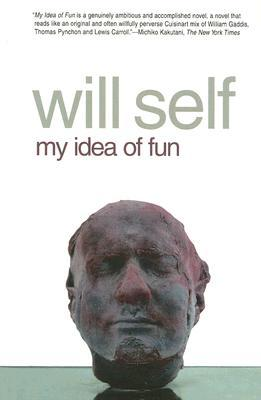 "My Idea of Fun is a genuinely ambitious and accomplished novel, a novel that
reads like an original and often willfully perverse Cuisinart mix of William Gaddis,
Thomas Pynchon and Lewis Carroll."—Michiko Kakutani, The New York Times
will self
my idea of fun